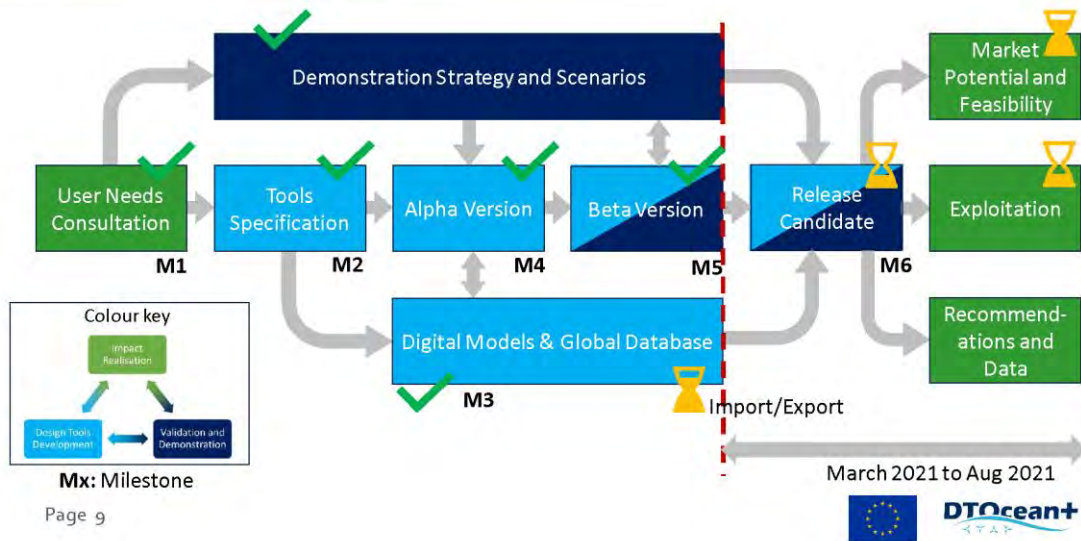 Demonstration Strategy and Scenarios
Market
Potential and
Feasibility
User Needs
Consultation
M1
Tools
Specification
M2
Alpha Version
M4
Beta Version
M5
Release
Candidate
M6
Exploitation
Digital Models & Global Database
M3
Import/Export
Recommend-
ations and
Data
Colour key
Impact
Realisation
Design Tools
Development
Validation and
Demonstration
Mx: Milestone
March 2021 to Aug 2021
Page 9
DTOcean+